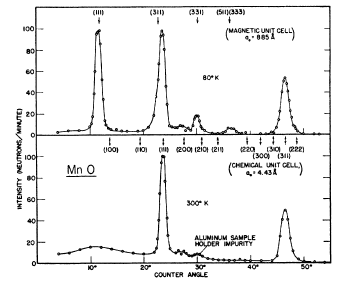 (111) (311) (331) (511)(333)
(MAGNETIC UNIT CELL)
a₀ = 8.85 Å
100
80
60
40
20
80° K
(100) (110) (111) (200) (210) (211) (220) (300) (310) (311) (222)
(CHEMICAL UNIT CELL)
a₀ = 4.43 Å
100
80
60
40
20
Mn O
300° K
ALUMINUM SAMPLE
HOLDER IMPURITY
INTENSITY (NEUTRONS/MINUTE)
0° 10° 20° 30° 40° 50°
COUNTER ANGLE